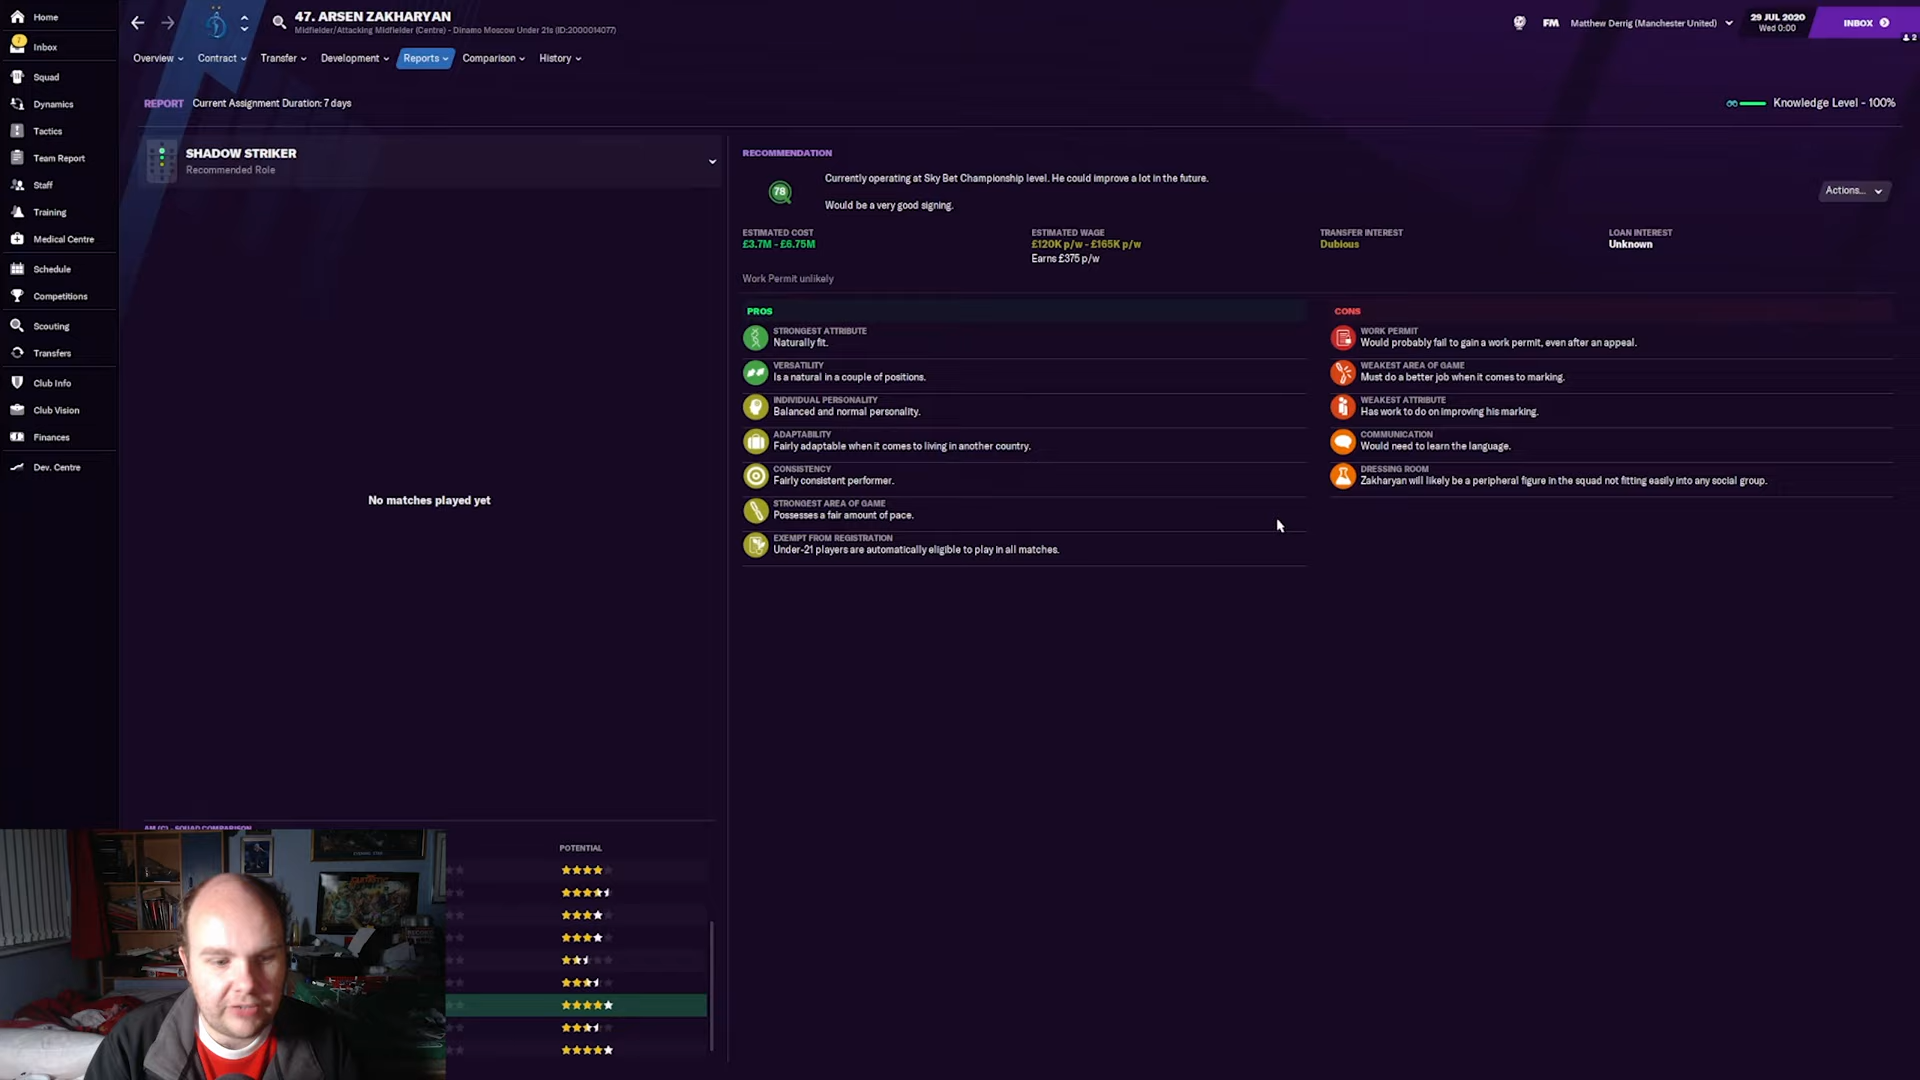 Home
Inbox
Squad
Dynamics
Tactics
Team Report
Staff
Training
Medical Centre
Schedule
Competitions
Scouting
Transfers
Club Info
Club Vision
Finances
Dev. Centre
47. ARSEN ZAKHARYAN
Midfielder/Attacking Midfielder (Centre) - Dinamo Moscow Under 21s (ID:2000014077)
FM
Matthew Derrig (Manchester United)
29 JUL 2020
Wed 0:00
INBOX
2
Overview
Contract
Transfer
Development
Reports
Comparison
History
REPORT Current Assignment Duration: 7 days
Knowledge Level - 100%
SHADOW STRIKER
Recommended Role
No matches played yet
AM (C) - SQUAD COMPARISON
POTENTIAL
RECOMMENDATION
78
Currently operating at Sky Bet Championship level. He could improve a lot in the future.
Would be a very good signing.
Actions...
ESTIMATED COST
£3.7M - £6.75M
ESTIMATED WAGE
£120K p/w - £165K p/w
Earns £375 p/w
TRANSFER INTEREST
Dubious
LOAN INTEREST
Unknown
Work Permit unlikely
PROS
STRONGEST ATTRIBUTE
Naturally fit.
VERSATILITY
Is a natural in a couple of positions.
INDIVIDUAL PERSONALITY
Balanced and normal personality.
ADAPTABILITY
Fairly adaptable when it comes to living in another country.
CONSISTENCY
Fairly consistent performer.
STRONGEST AREA OF GAME
Possesses a fair amount of pace.
EXEMPT FROM REGISTRATION
Under-21 players are automatically eligible to play in all matches.
CONS
WORK PERMIT
Would probably fail to gain a work permit, even after an appeal.
WEAKEST AREA OF GAME
Must do a better job when it comes to marking.
WEAKEST ATTRIBUTE
Has work to do on improving his marking.
COMMUNICATION
Would need to learn the language.
DRESSING ROOM
Zakharyan will likely be a peripheral figure in the squad not fitting easily into any social group.